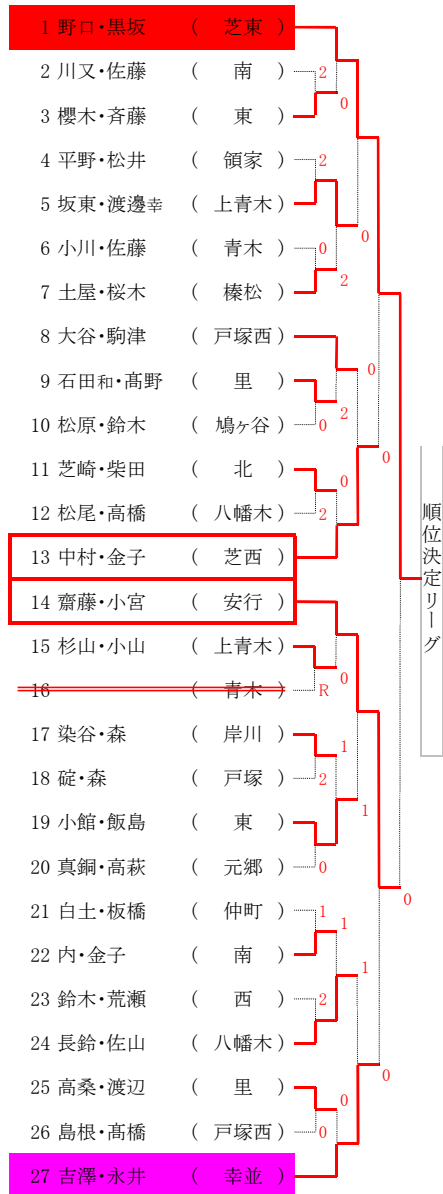 1 野口・黒坂 ( 芝東 )
2 川又・佐藤 ( 南 ) 2
0
3 櫻木・斉藤 ( 東 )
4 平野・松井 ( 領家 ) 2
5 坂東・渡邊幸 ( 上青木 )
0
6 小川・佐藤 ( 青木 ) 0
2
7 土屋・桜木 ( 榛松 )
8 大谷・駒津 ( 戸塚西 )
0
9 石田和・髙野 ( 里 )
2
10 松原・鈴木 ( 鳩ヶ谷 ) 0
0
11 芝崎・柴田 ( 北 )
0
12 松尾・高橋 ( 八幡木 ) 2
13 中村・金子 ( 芝西 )
順位決定リーグ
14 齋藤・小宮 ( 安行 )
15 杉山・小山 ( 上青木 )
0
16 ( 青木 ) R
17 染谷・森 ( 岸川 )
1
18 碇・森 ( 戸塚 ) 2
1
19 小館・飯島 ( 東 )
20 真銅・高萩 ( 元郷 ) 0
0
21 白土・板橋 ( 仲町 ) 1
1
22 内・金子 ( 南 )
1
23 鈴木・荒瀬 ( 西 ) 2
24 長鈴・佐山 ( 八幡木 )
0
25 高桑・渡辺 ( 里 )
0
26 島根・髙橋 ( 戸塚西 ) 0
27 吉澤・永井 ( 幸並 )